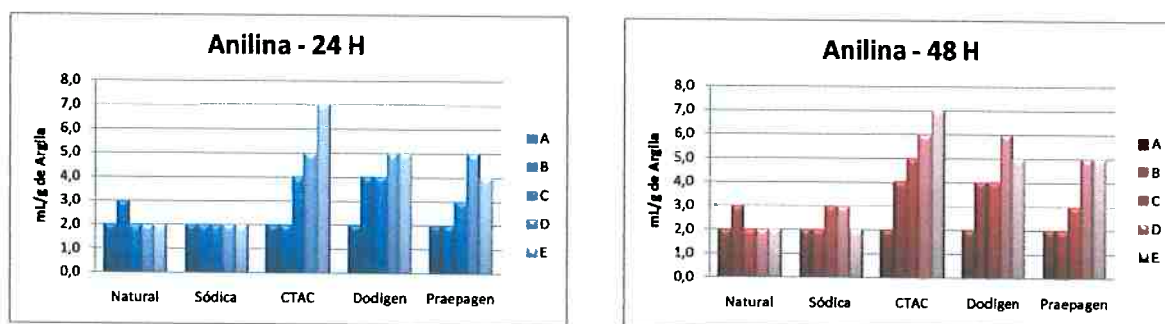 Anilina - 24 H
mL/g de Argila
8,0
7,0
6,0
5,0
4,0
3,0
2,0
1,0
0,0
Natural Sódica CTAC Dodigen Praepagen
A
B
C
D
E
Anilina - 48 H
mL/g de Argila
8,0
7,0
6,0
5,0
4,0
3,0
2,0
1,0
0,0
Natural Sódica CTAC Dodigen Praepagen
A
B
C
D
E